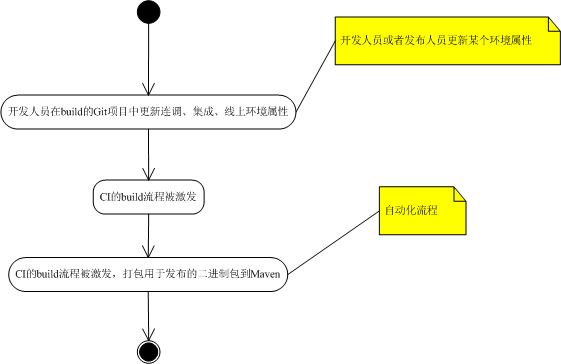 开发人员或者发布人员更新某个环境属性
开发人员在build的Git项目中更新连调、集成、线上环境属性
CI的build流程被激发
自动化流程
CI的build流程被激发，打包用于发布的二进制包到Maven